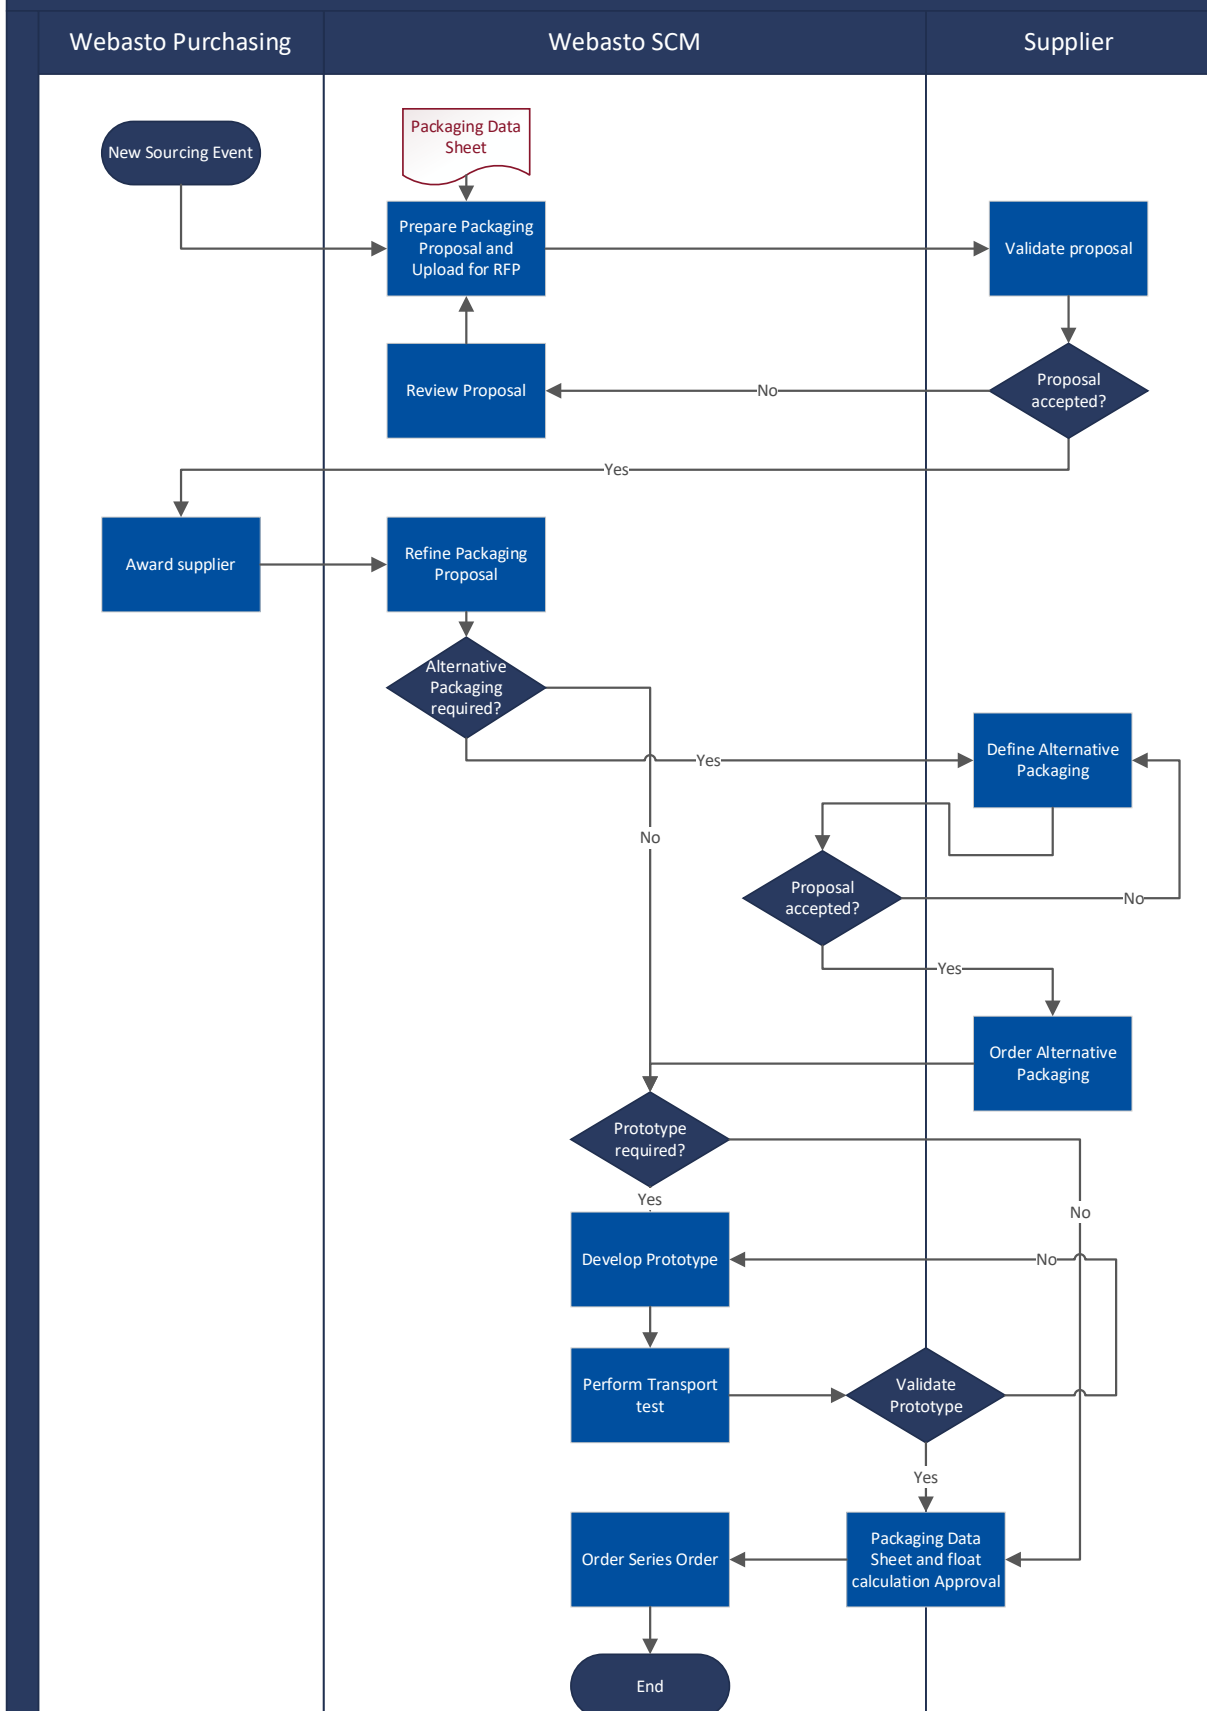 Webasto Purchasing
Webasto SCM
Supplier
New Sourcing Event
Packaging Data
Sheet
Prepare Packaging
Proposal and
Upload for RFP
Validate proposal
Review Proposal
No
Proposal
accepted?
Yes
Award supplier
Refine Packaging
Proposal
Alternative
Packaging
required?
Yes
Define Alternative
Packaging
No
Proposal
accepted?
No
Yes
Order Alternative
Packaging
Prototype
required?
Yes
No
Develop Prototype
No
Perform Transport
test
Validate
Prototype
Yes
Order Series Order
Packaging Data
Sheet and float
calculation Approval
End